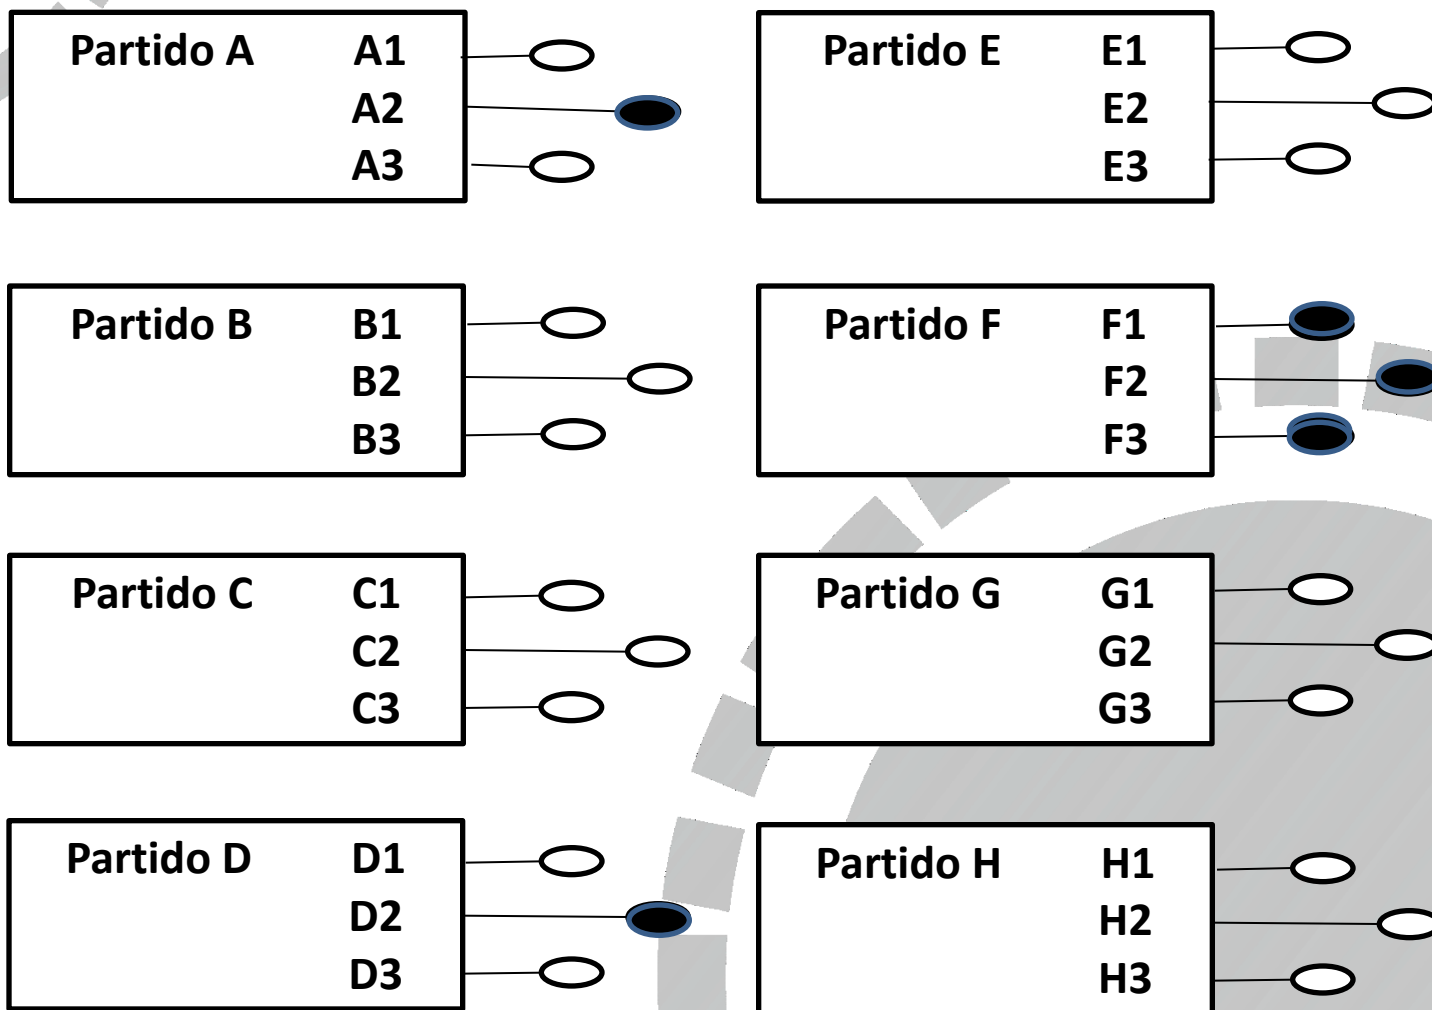 Partido A A1
A2
A3
Partido E E1
E2
E3
Partido B B1
B2
B3
Partido F F1
F2
F3
Partido C C1
C2
C3
Partido G G1
G2
G3
Partido D D1
D2
D3
Partido H H1
H2
H3